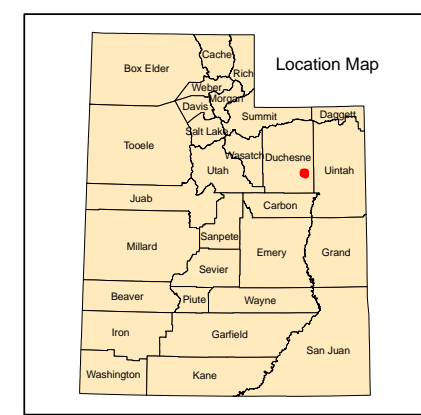 Location Map
Cache
Box Elder
Rich
Weber
Morgan
Davis
Summit
Daggett
Salt Lake
Tooele
Wasatch
Duchesne
Utah
Uintah
Juab
Carbon
Sanpete
Millard
Emery
Grand
Sevier
Beaver
Piute
Wayne
Iron
Garfield
San Juan
Washington
Kane